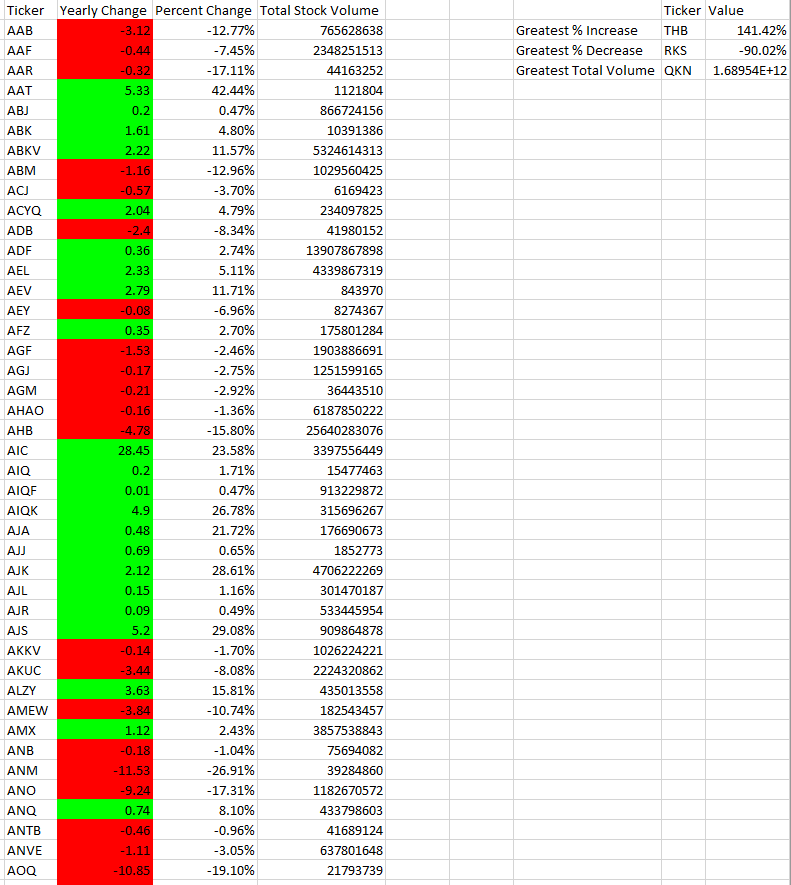 Ticker Yearly Change Percent Change Total Stock Volume Ticker Value
AAB -3.12 -12.77% 765628638 Greatest % Increase THB 141.42%
AAF -0.44 -7.45% 2348251513 Greatest % Decrease RKS -90.02%
AAR -0.32 -17.11% 44163252 Greatest Total Volume QKN 1.68954E+12
AAT 5.33 42.44% 1121804
ABJ 0.2 0.47% 866724156
ABK 1.61 4.80% 10391386
ABKV 2.22 11.57% 5324614313
ABM -1.16 -12.96% 1029560425
ACJ -0.57 -3.70% 6169423
ACYQ 2.04 4.79% 234097825
ADB -2.4 -8.34% 41980152
ADF 0.36 2.74% 13907867898
AEL 2.33 5.11% 4339867319
AEV 2.79 11.71% 843970
AEY -0.08 -6.96% 8274367
AFZ 0.35 2.70% 175801284
AGF -1.53 -2.46% 1903886691
AGJ -0.17 -2.75% 1251599165
AGM -0.21 -2.92% 36443510
AHAO -0.16 -1.36% 6187850222
AHB -4.78 -15.80% 25640283076
AIC 28.45 23.58% 3397556449
AIQ 0.2 1.71% 15477463
AIQF 0.01 0.47% 913229872
AIQK 4.9 26.78% 315696267
AJA 0.48 21.72% 176690673
AJJ 0.69 0.65% 1852773
AJK 2.12 28.61% 4706222269
AJL 0.15 1.16% 301470187
AJR 0.09 0.49% 533445954
AJS 5.2 29.08% 909864878
AKKV -0.14 -1.70% 1026224221
AKUC -3.44 -8.08% 2224320862
ALZY 3.63 15.81% 435013558
AMEW -3.84 -10.74% 182543457
AMX 1.12 2.43% 3857538843
ANB -0.18 -1.04% 75694082
ANM -11.53 -26.91% 39284860
ANO -9.24 -17.31% 1182670572
ANQ 0.74 8.10% 433798603
ANTB -0.46 -0.96% 41689124
ANVE -1.11 -3.05% 637801648
AOQ -10.85 -19.10% 21793739